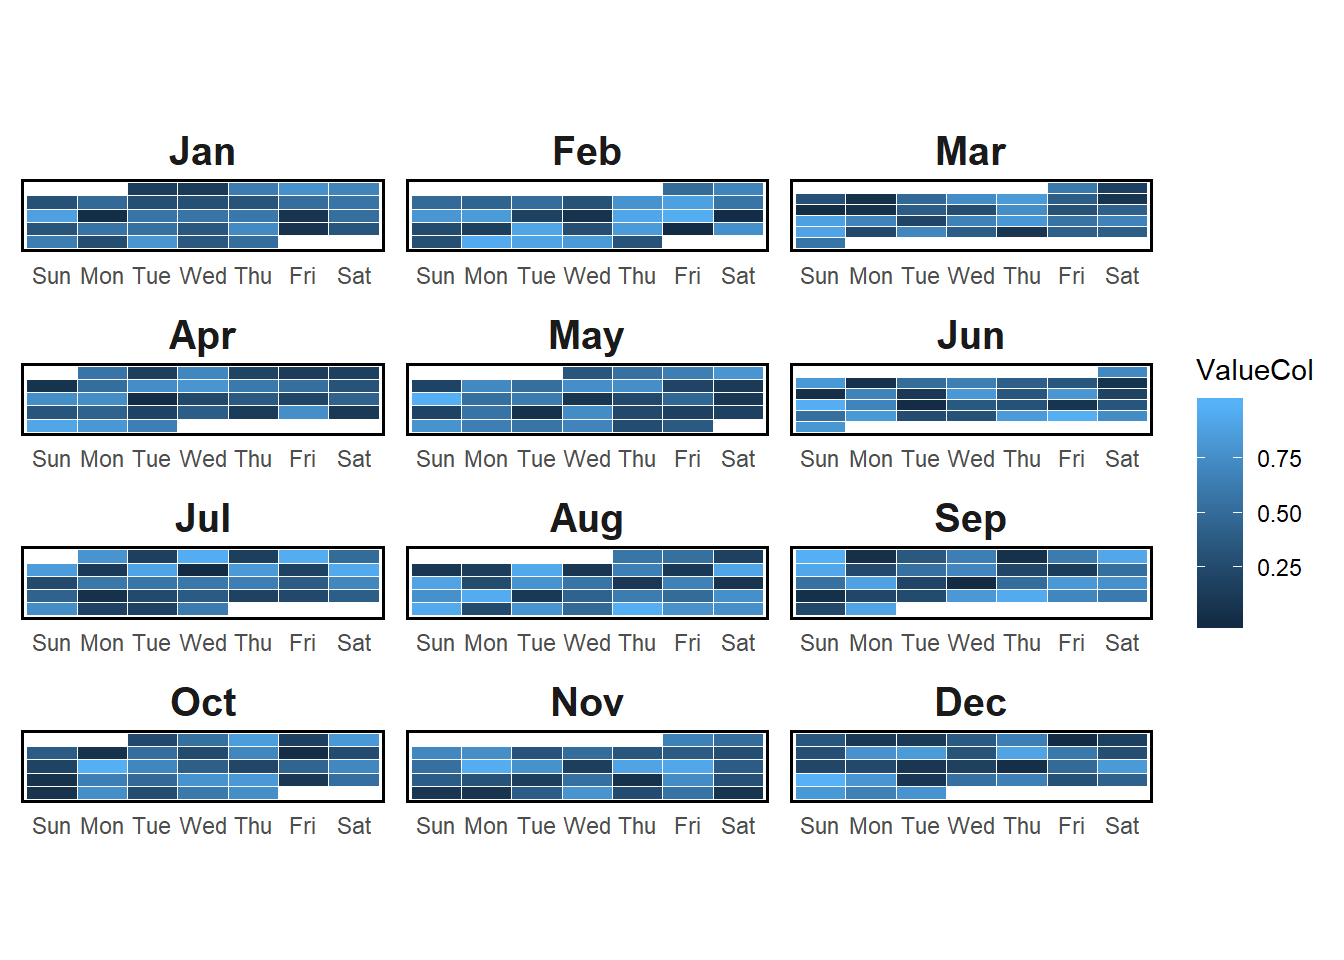 Jan Feb Mar
Sun Mon Tue Wed Thu Fri Sat Sun Mon Tue Wed Thu Fri Sat Sun Mon Tue Wed Thu Fri Sat
Apr May Jun
Sun Mon Tue Wed Thu Fri Sat Sun Mon Tue Wed Thu Fri Sat Sun Mon Tue Wed Thu Fri Sat
Jul Aug Sep
Sun Mon Tue Wed Thu Fri Sat Sun Mon Tue Wed Thu Fri Sat Sun Mon Tue Wed Thu Fri Sat
Oct Nov Dec
Sun Mon Tue Wed Thu Fri Sat Sun Mon Tue Wed Thu Fri Sat Sun Mon Tue Wed Thu Fri Sat
ValueCol
0.75
0.50
0.25